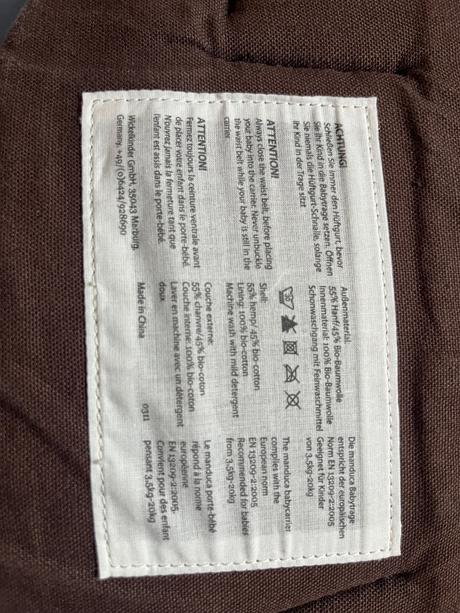 ACHTUNG!
Schließen Sie immer den Hüftgurt, bevor
Sie Ihr Kind in die Babytrage setzen. Öffnen
Sie niemals die Hüftgurt-Schnalle, solange
Ihr Kind in der Trage sitzt
ATTENTION!
Always close the waist belt, before placing
your baby into the carrier. Never unbuckle
the waist belt while your baby is still in the
carier
ATTENTION!
Fermez toujours la ceinture ventrale avant
de placer votre enfant dans le porte-bébé.
N'ouvrez jamais la fermeture tant que
l'enfant est assis dans le porte-bébé.
Wickelkinder GmbH, 35043 Marburg,
Germany, +49/(0)6424/928690
Außenmaterial:
55% Hanf/45% Bio-Baumwolle
Innenmaterial: 100% Bio-Baumwolle
Schonwaschgang mit Feinwaschmittel
Shell:
55% hemp/ 45% bio-cotton
Lining: 100% bio-cotton
Machine wash with mild detergent
Couche externe:
55% chanvre/45% bio-coton
Couche interne: 100% bio-coton
Laver en machine avec un détergent
doux
Made in China 0311
Die manduca Babytrage
entspricht der europäischen
Norm EN 13209-2:2005
Geeignet für Kinder
von 3,5kg-20kg
The manduca babycarrier
complies with the
European norm
EN 13209-2:2005
Recommended for babies
from 3,5kg-20kg
Le manduca porte-bébé
répond à la norme
européenne
EN 13209-2:2005.
Convient pour des enfant
pensant 3,5kg-20kg